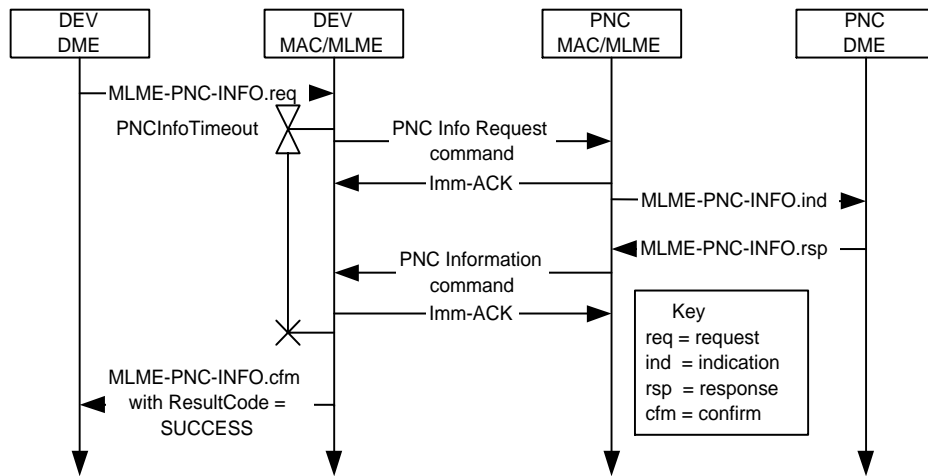 DEV
DME
DEV
MAC/MLME
PNC
MAC/MLME
PNC
DME
MLME-PNC-INFO.req
PNCInfoTimeout
PNC Info Request
command
Imm-ACK
MLME-PNC-INFO.ind
MLME-PNC-INFO.rsp
PNC Information
command
Imm-ACK
Key
req = request
ind = indication
rsp = response
cfm = confirm
MLME-PNC-INFO.cfm
with ResultCode =
SUCCESS